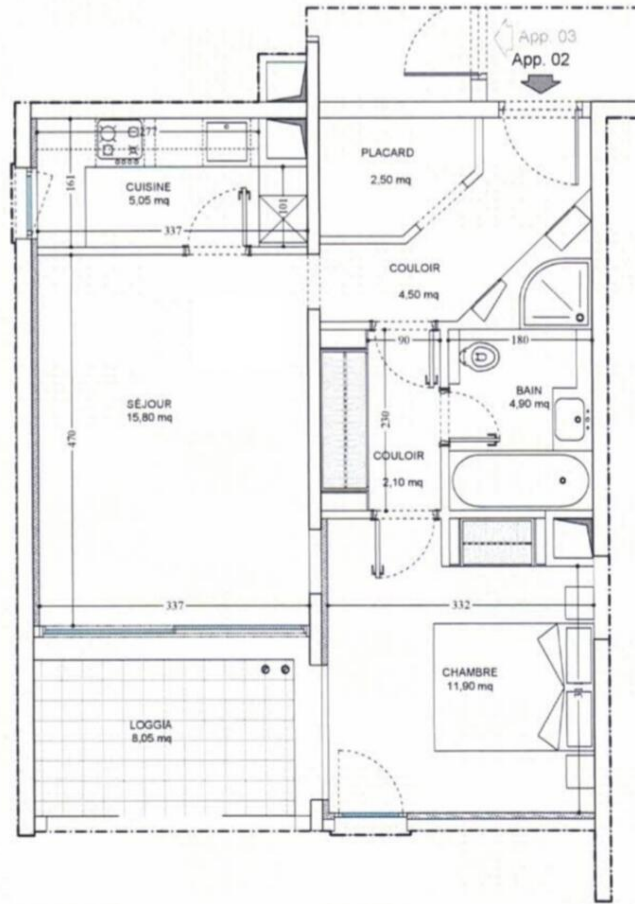 App. 03
App. 02
277
PLACARD
2,50 mq
CUISINE
5,05 mq
161
101
337
COULOIR
4,50 mq
90
180
BAIN
4,90 mq
SÉJOUR
15,80 mq
470
230
COULOIR
2,10 mq
337
332
CHAMBRE
11,90 mq
LOGGIA
8,05 mq